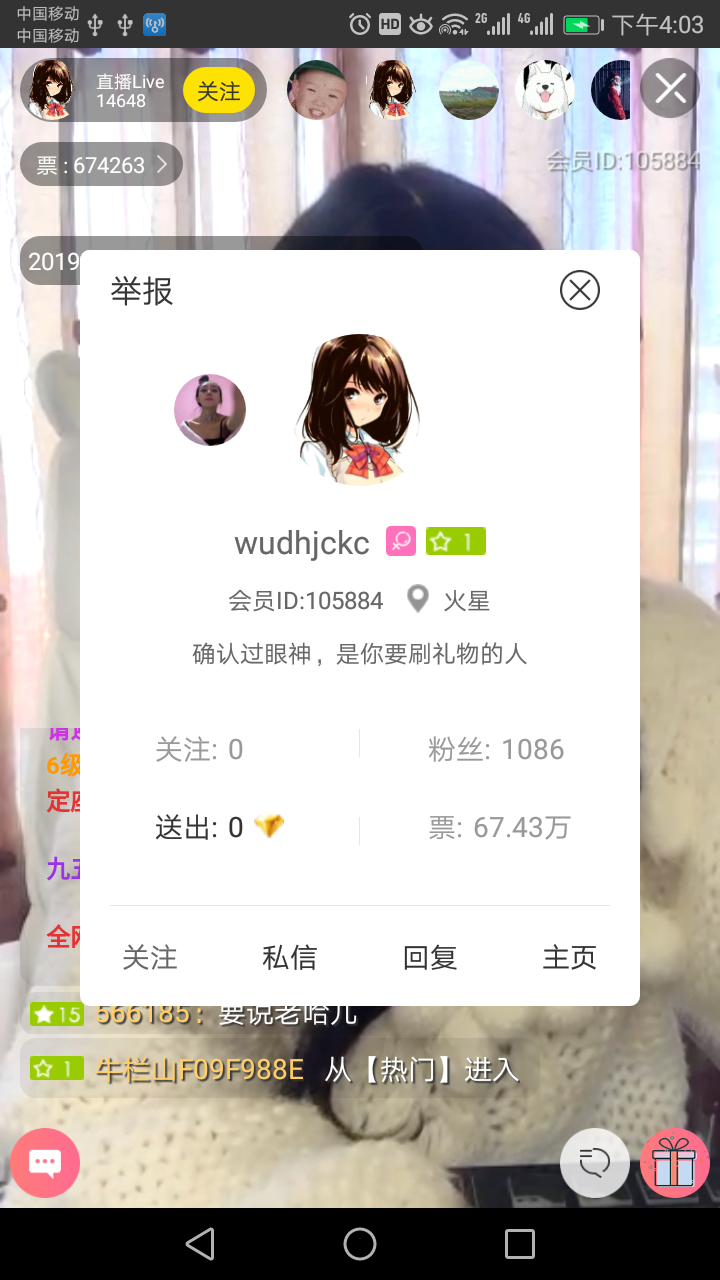 中国移动
中国移动
HD
2G
4G
下午4:03
直播Live
14648
关注
票 : 674263
会员ID:105884
2019
举报
wudhjckc
1
会员ID:105884
火星
确认过眼神，是你要刷礼物的人
关注: 0
粉丝: 1086
送出: 0
票: 67.43万
6级
定座
九五
全网
关注
私信
回复
主页
15 566185: 要说老哈几
1 牛栏山F09F988E 从【热门】进入